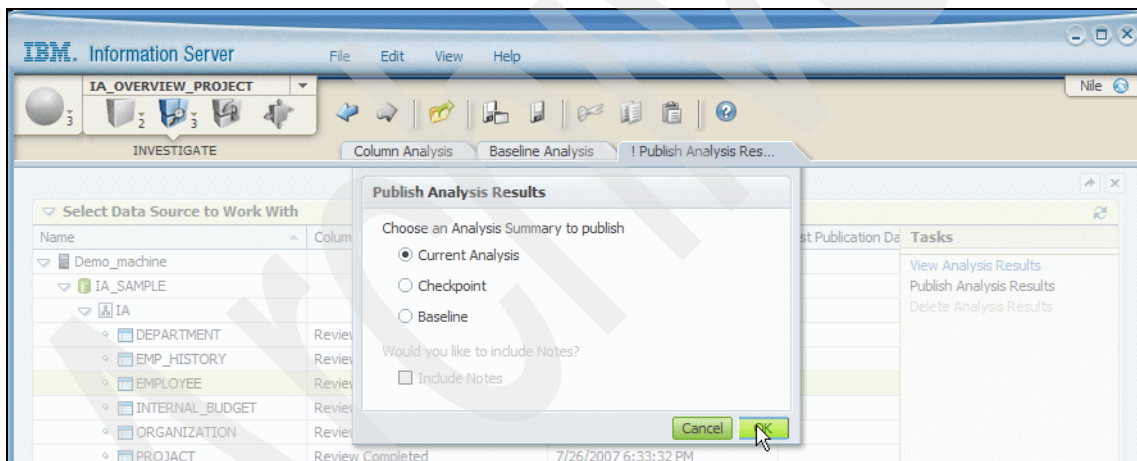 IBM. Information Server File Edit View Help
IA_OVERVIEW_PROJECT
Nile
3 2 3
INVESTIGATE
Column Analysis Baseline Analysis ! Publish Analysis Res...
Publish Analysis Results
Select Data Source to Work With
Choose an Analysis Summary to publish
Name Colum st Publication Da Tasks
Current Analysis
Demo_machine
View Analysis Results
Checkpoint
IA_SAMPLE
Publish Analysis Results
IA
Baseline
Delete Analysis Results
DEPARTMENT Review
Would you like to include Notes?
EMP_HISTORY Review
Include Notes
EMPLOYEE Review
INTERNAL_BUDGET Review
Cancel OK
ORGANIZATION Review
PROJACT Review Completed 7/26/2007 6:33:32 PM